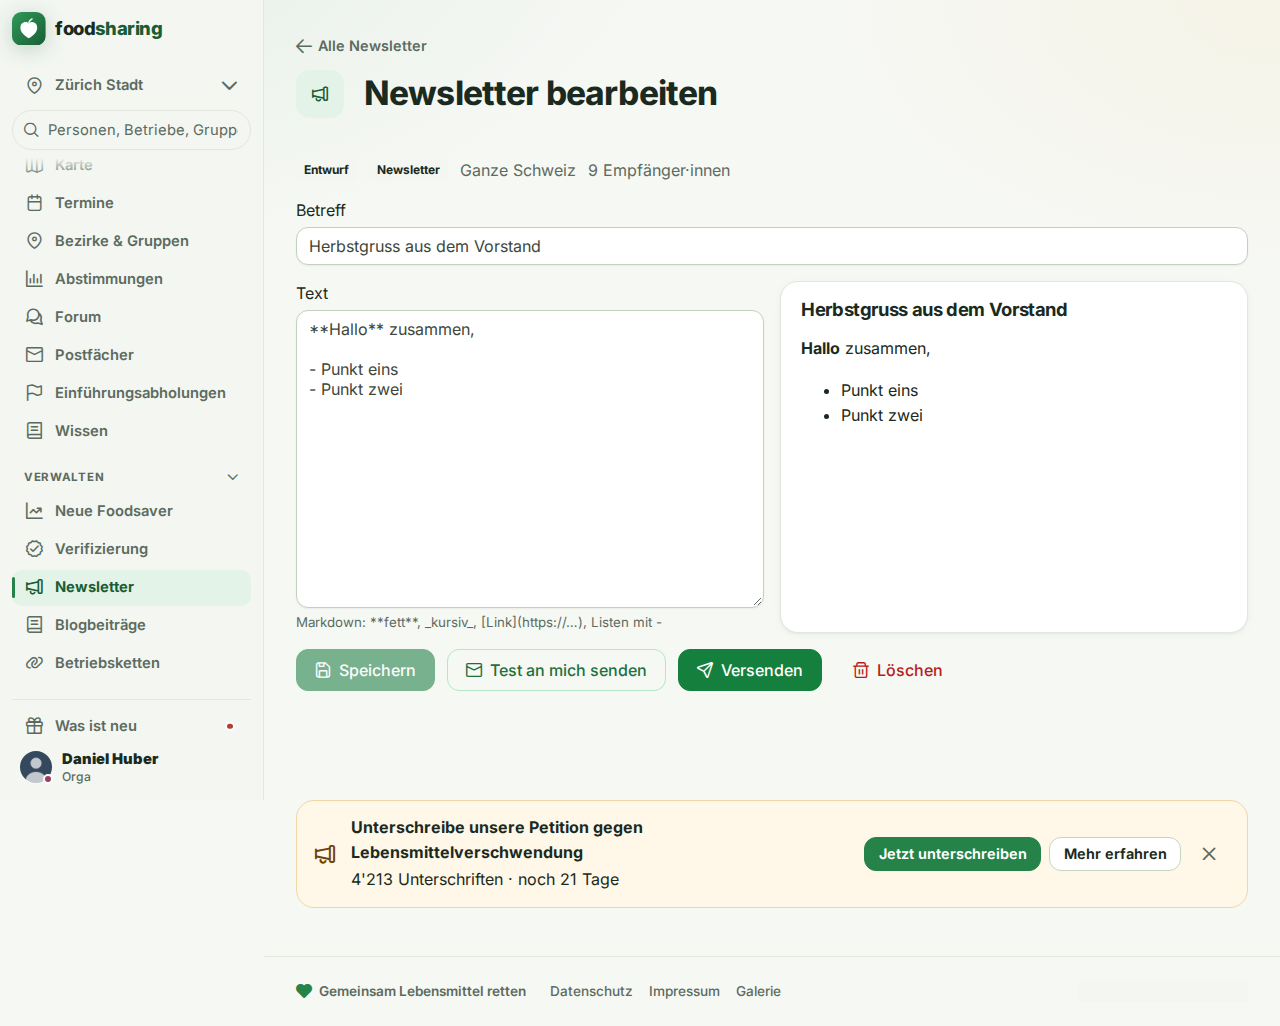 foodsharing
Zürich Stadt
Personen, Betriebe, Grupp
Karte
Termine
Bezirke & Gruppen
Abstimmungen
Forum
Postfächer
Einführungsabholungen
Wissen
VERWALTEN
Neue Foodsaver
Verifizierung
Newsletter
Blogbeiträge
Betriebsketten
Was ist neu
Daniel Huber
Orga
Alle Newsletter
Newsletter bearbeiten
Entwurf Newsletter Ganze Schweiz 9 Empfänger·innen
Betreff
Herbstgruss aus dem Vorstand
Text
**Hallo** zusammen,
- Punkt eins
- Punkt zwei
Markdown: **fett**, _kursiv_, [Link](https://...), Listen mit -
Herbstgruss aus dem Vorstand
Hallo zusammen,
• Punkt eins
• Punkt zwei
Speichern Test an mich senden Versenden Löschen
Unterschreibe unsere Petition gegen
Lebensmittelverschwendung
4'213 Unterschriften · noch 21 Tage
Jetzt unterschreiben Mehr erfahren
Gemeinsam Lebensmittel retten Datenschutz Impressum Galerie